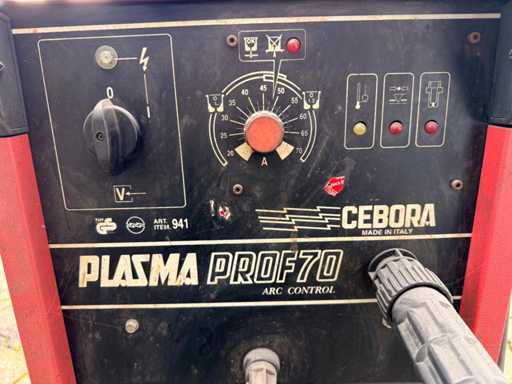 OK
0
I
V
20 25 30 35 40 45 50 55 60 65 70
A
ART.
ITEM. 941
CEBORA
MADE IN ITALY
PLASMA PROF70
ARC CONTROL